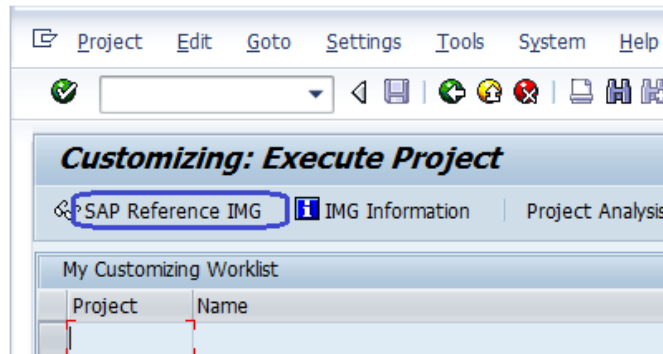 Project Edit Goto Settings Tools System Help
Customizing: Execute Project
SAP Reference IMG IMG Information Project Analysis
My Customizing Worklist
Project Name